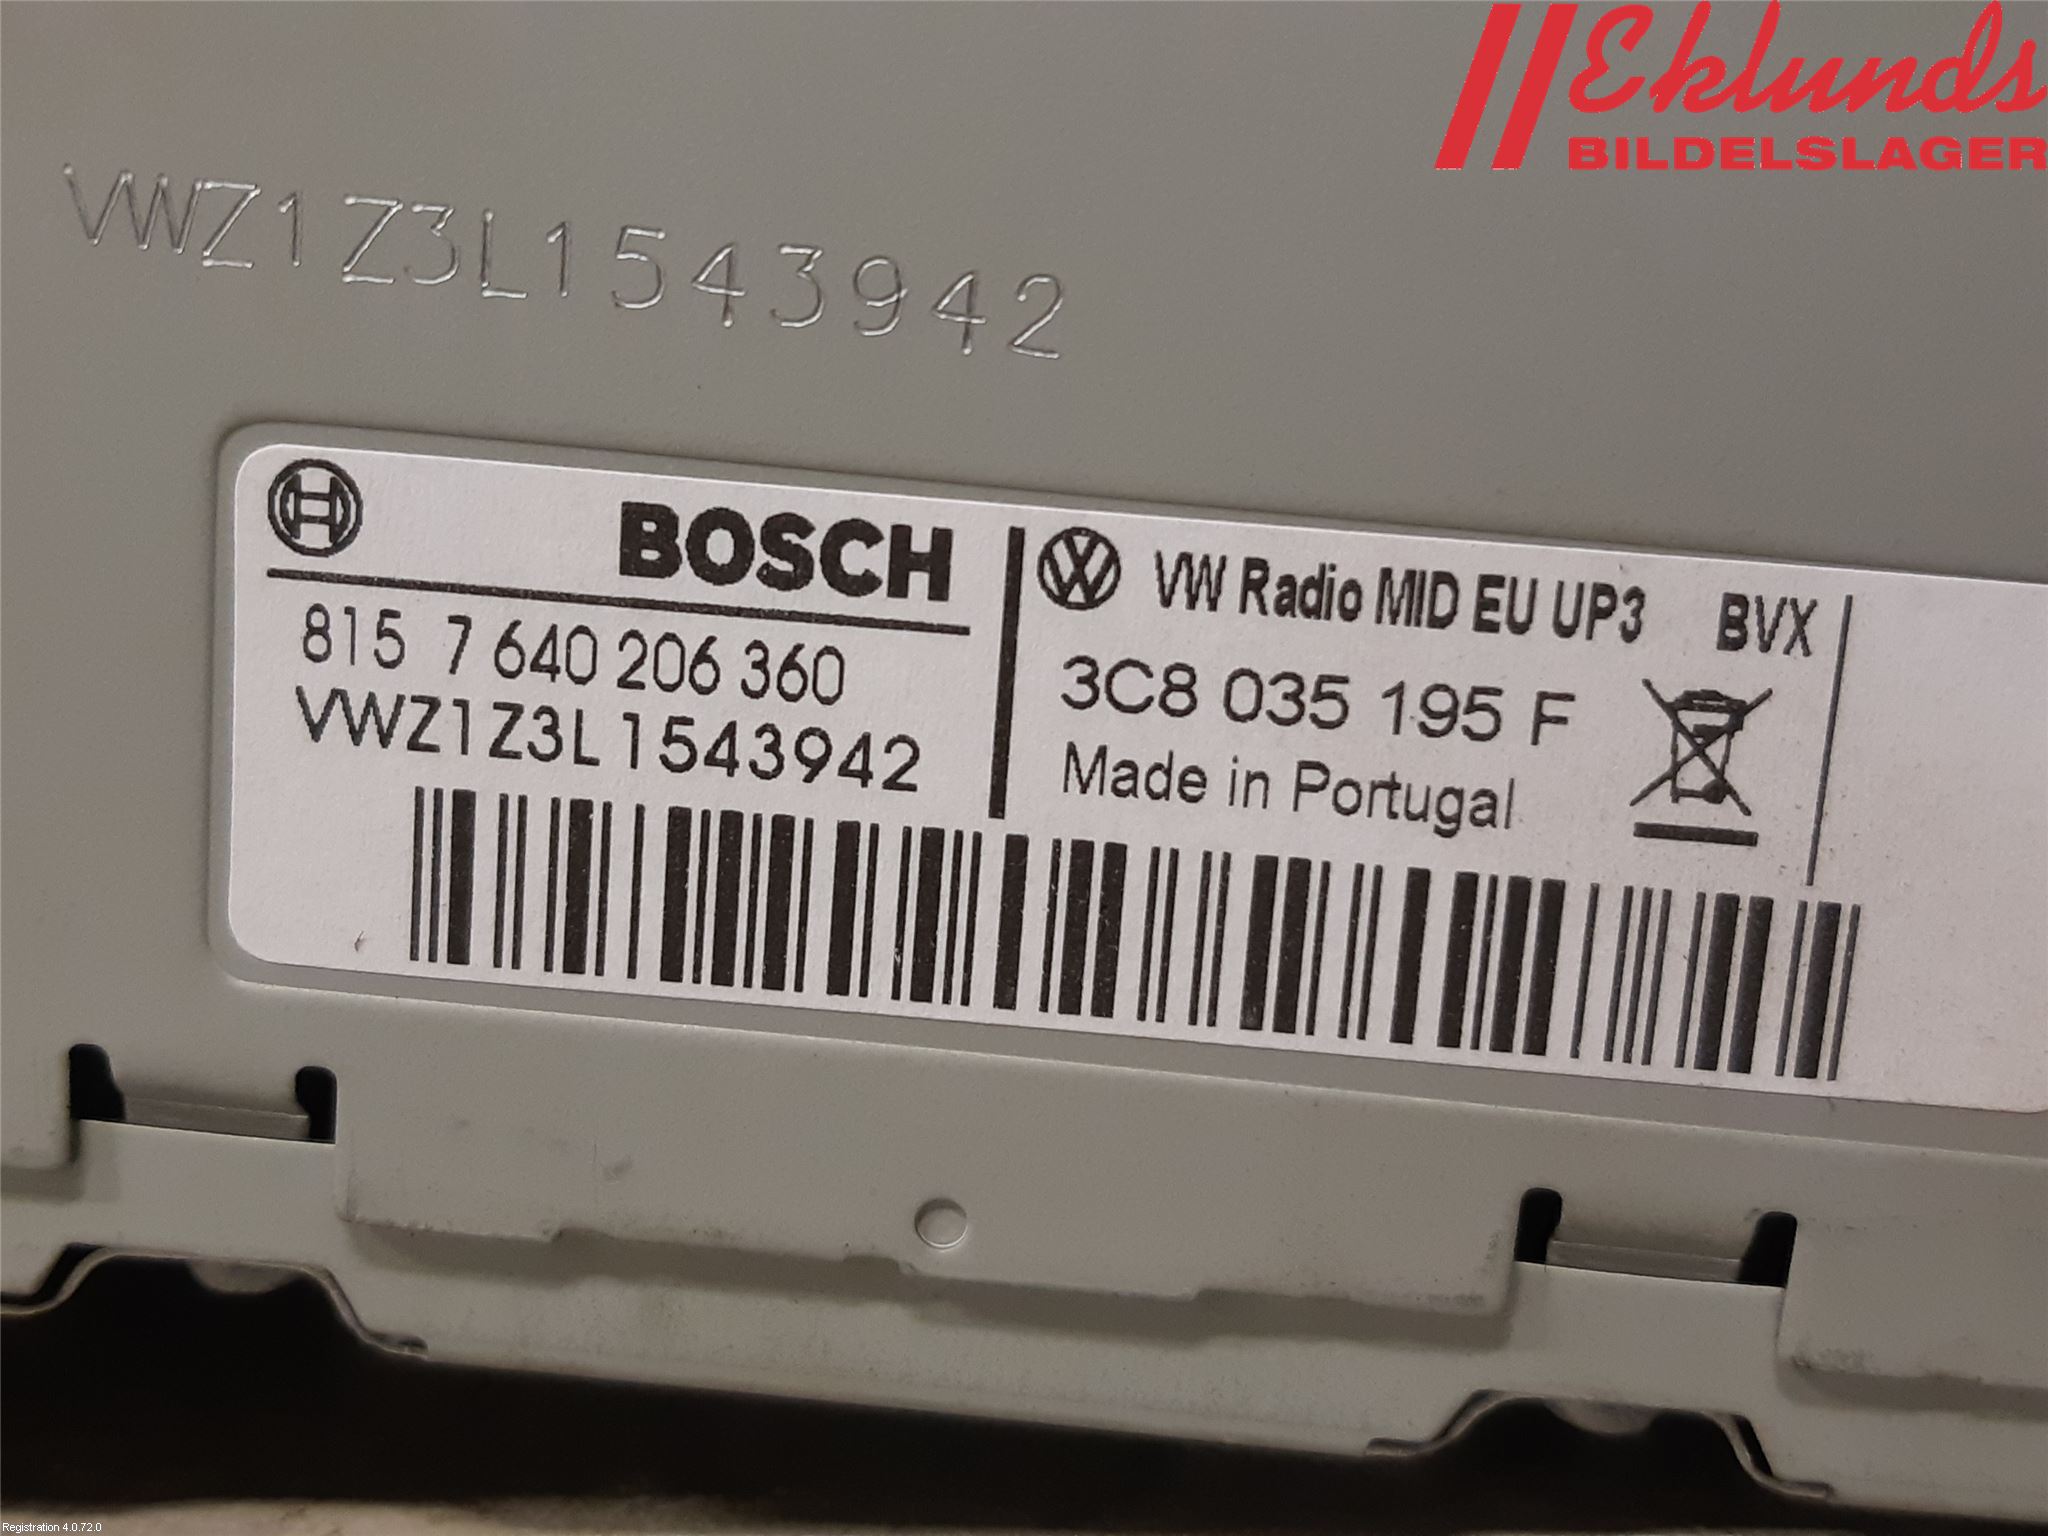 Eklunds
BILDELSLAGER
VWZ1Z3L1543942
BOSCH
815 7 640 206 360
VWZ1Z3L1543942
VW Radio MID EU UP3 BVX
3C8 035 195 F
Made in Portugal
Registration 4.0.72.0